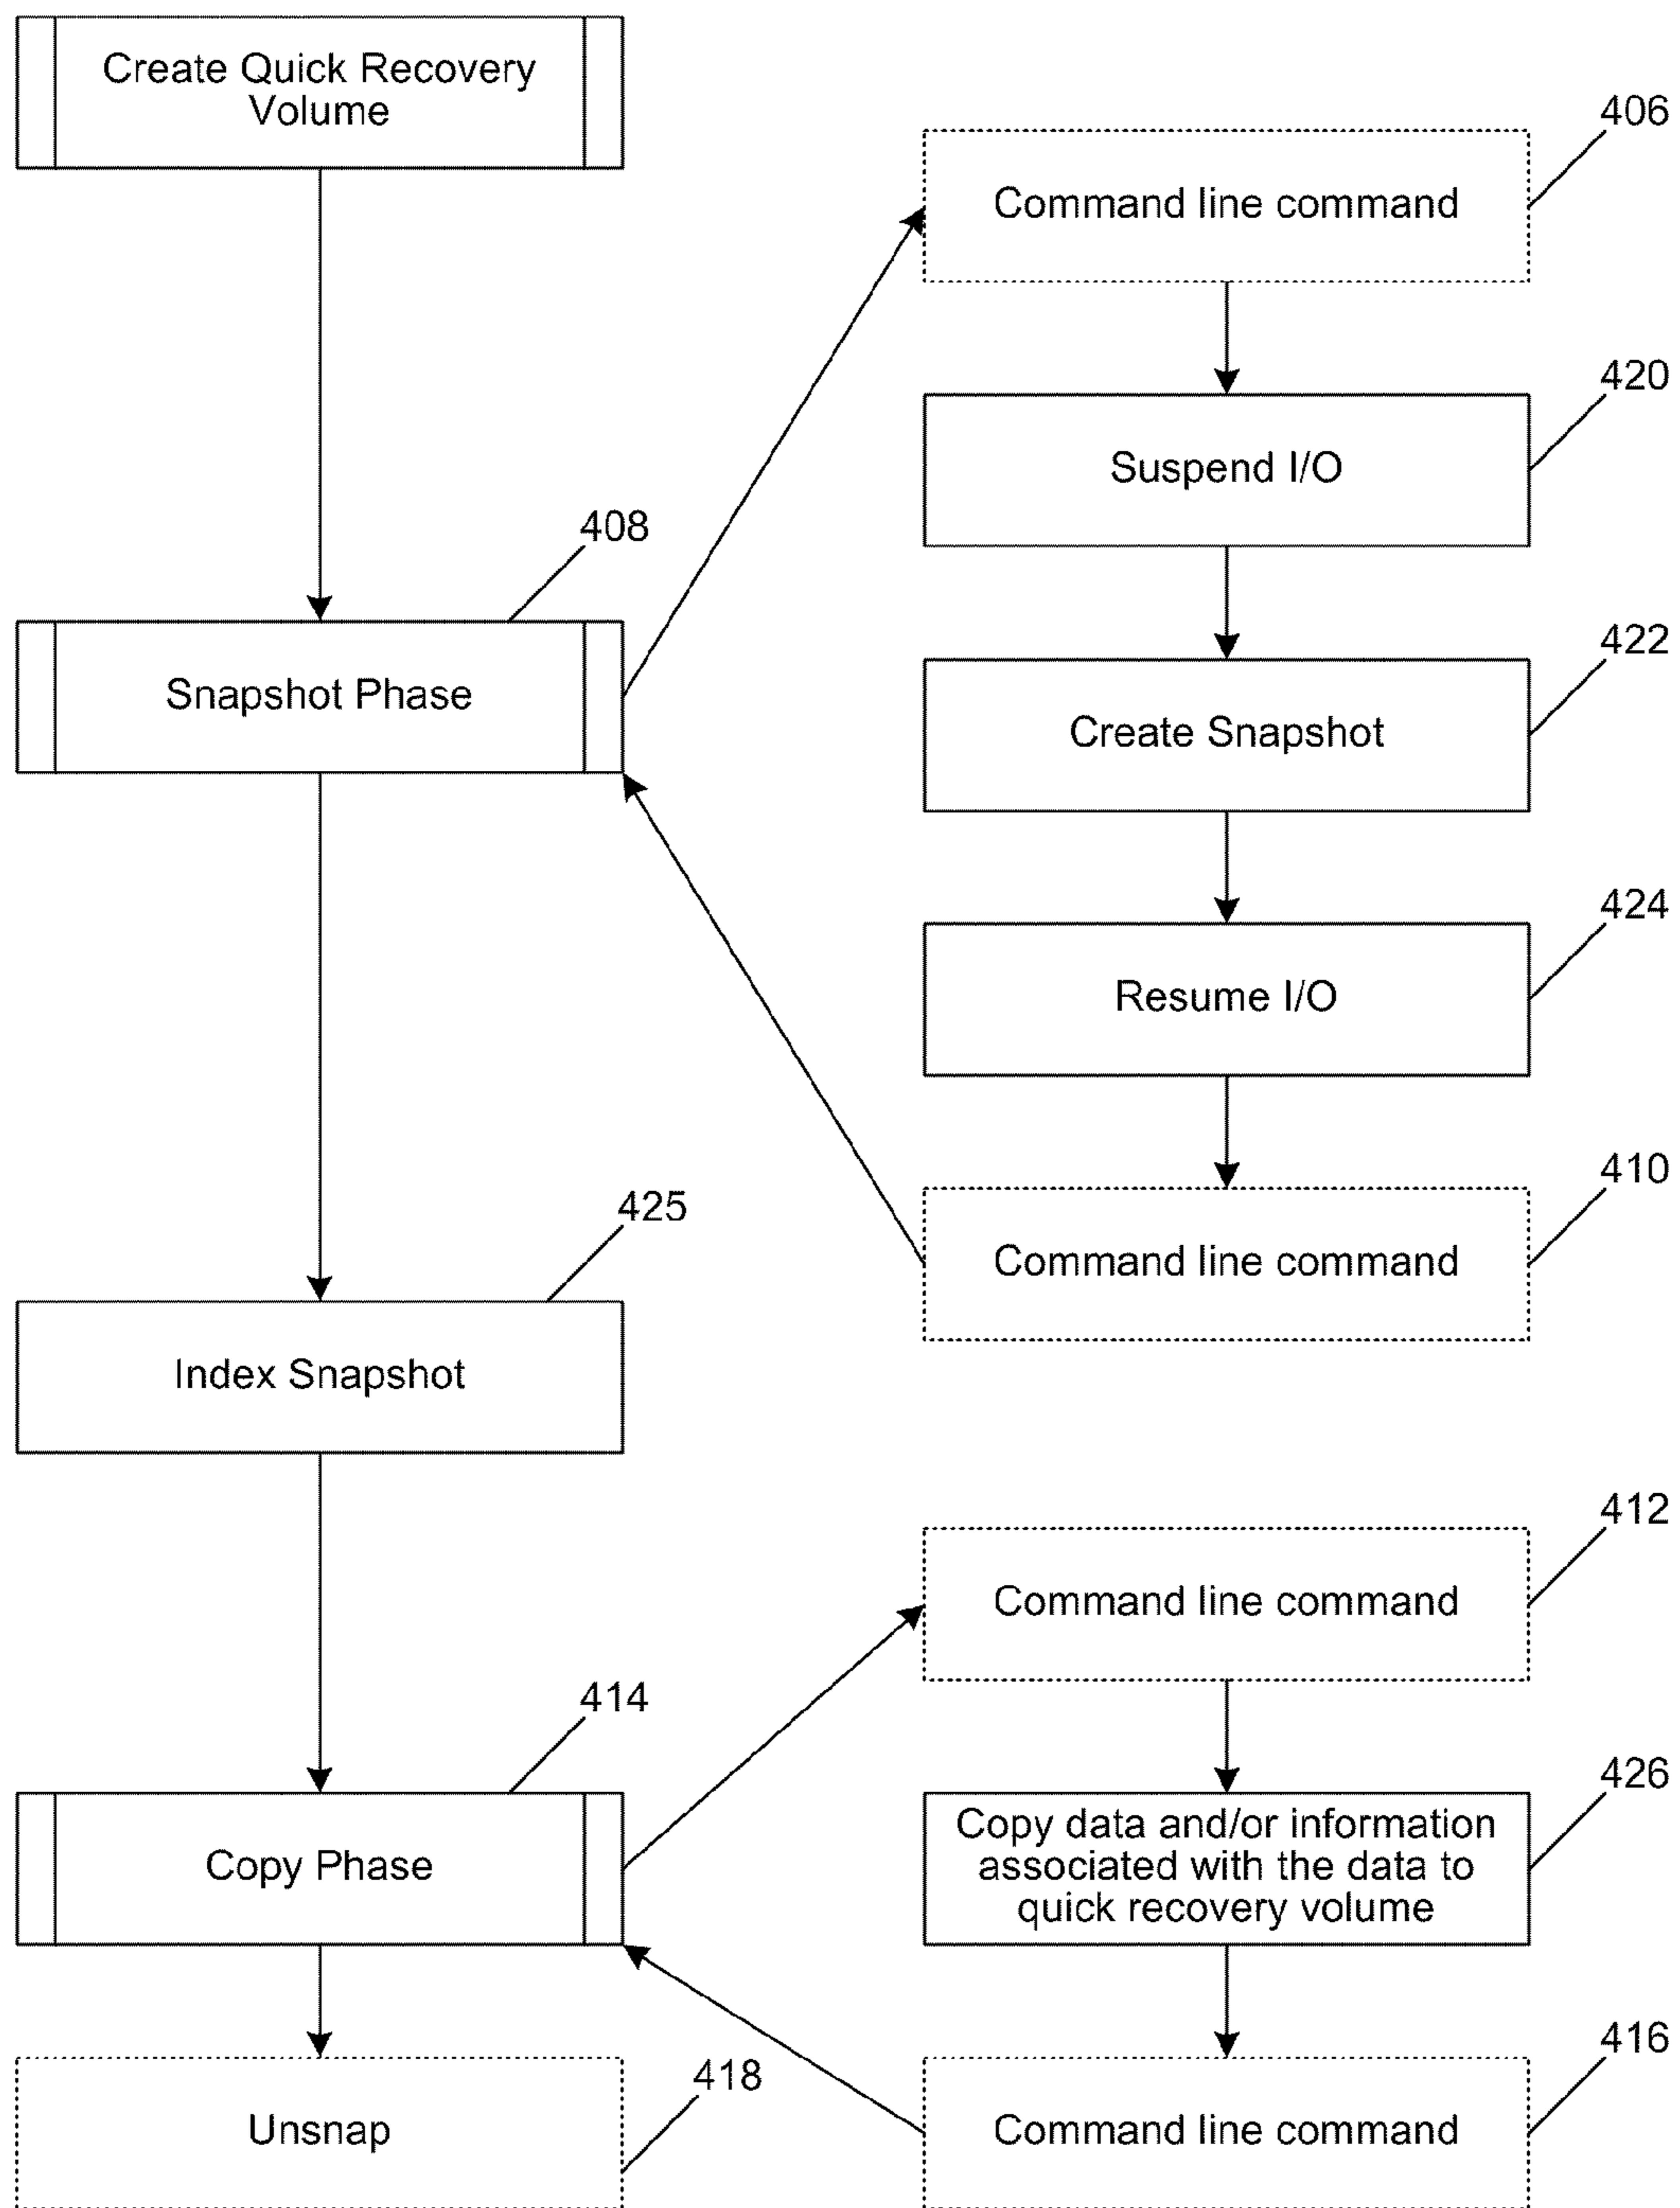 Create Quick Recovery
Volume
406
Command line command
420
Suspend I/O
408
Snapshot Phase
422
Create Snapshot
424
Resume I/O
410
Command line command
425
Index Snapshot
412
Command line command
414
Copy Phase
426
Copy data and/or information
associated with the data to
quick recovery volume
416
Command line command
418
Unsnap